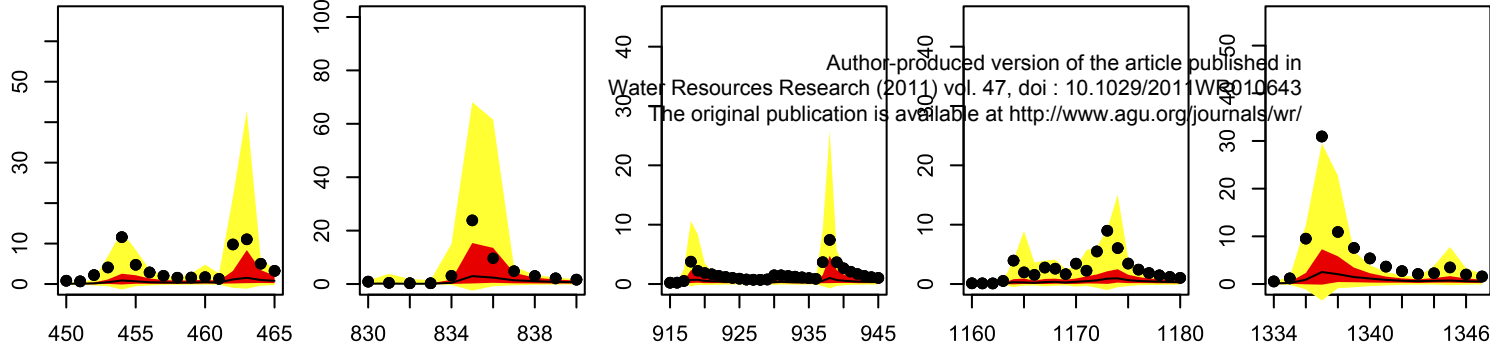 Author-produced version of the article published in
Water Resources Research (2011) vol. 47, doi : 10.1029/2011WR010643
The original publication is available at http://www.agu.org/journals/wr/
0 10 30 50
450 455 460 465
0 20 40 60 80 100
830 834 838
0 10 20 30 40
915 925 935 945
0 10 20 30 40
1160 1170 1180
0 10 20 30 40 50
1334 1340 1346